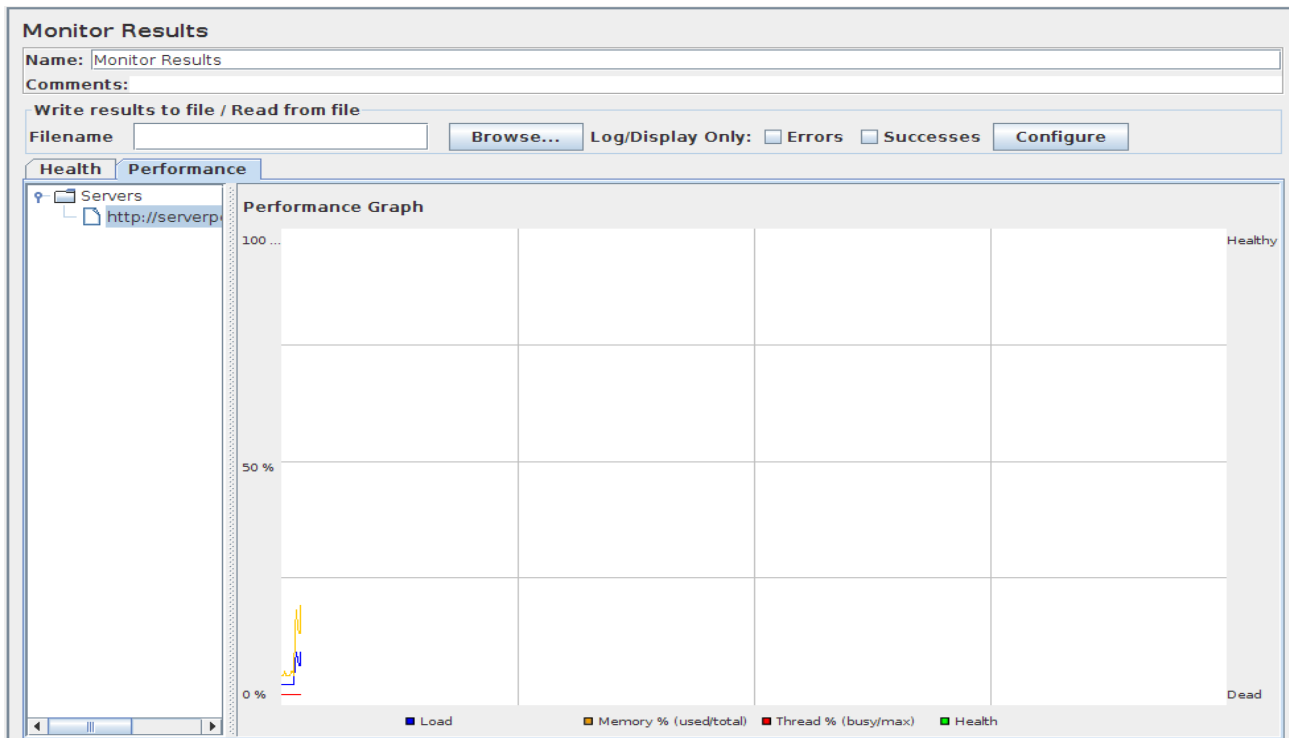 Monitor Results
Name: Monitor Results
Comments:
Write results to file / Read from file
Filename Browse... Log/Display Only: Errors Successes Configure
Health Performance
Servers
http://serverpe
Performance Graph
100 ... Healthy
50 %
0 % Dead
Load Memory % (used/total) Thread % (busy/max) Health